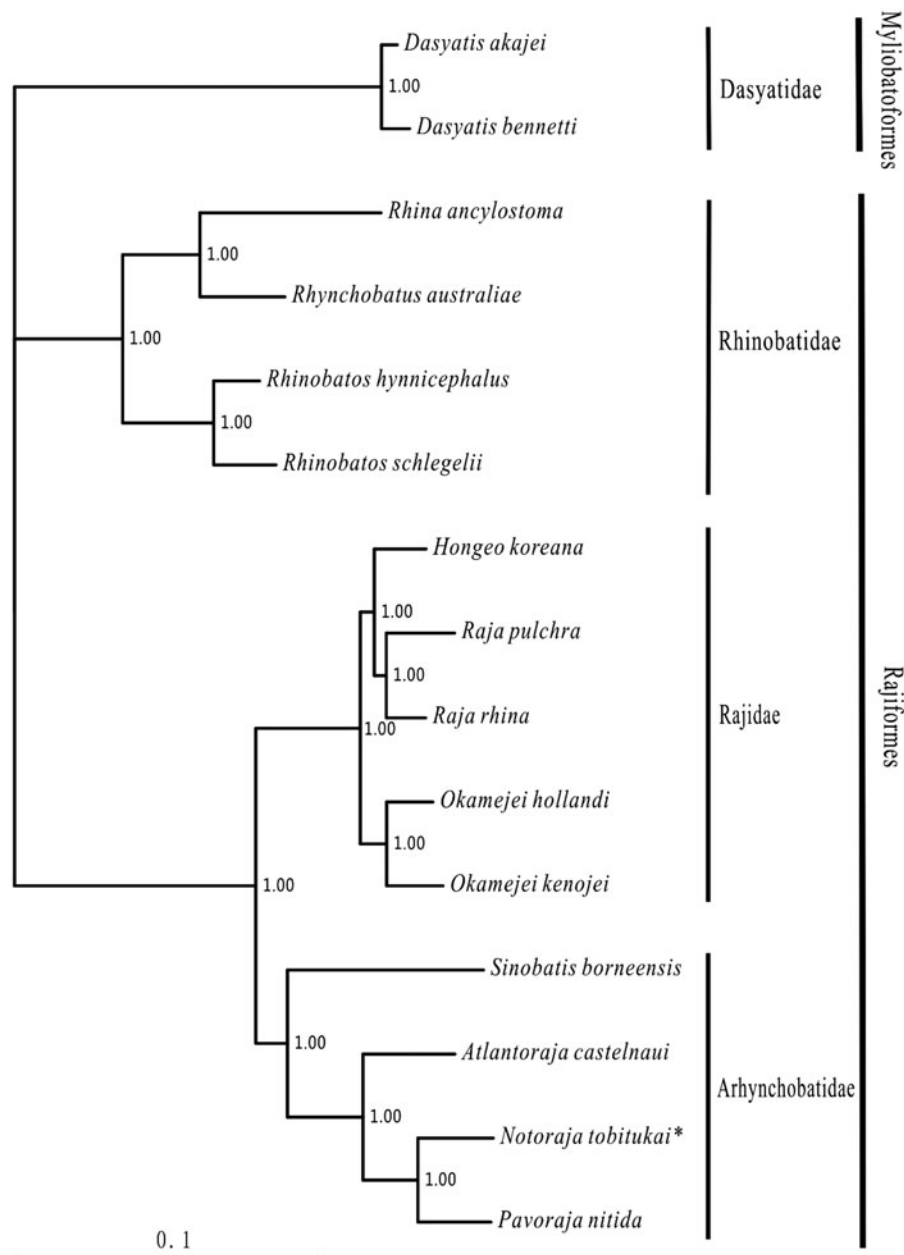 Dasyatis akajei
1.00
Dasyatis bennetti
Dasyatidae
Myliobatoformes
Rhina ancylostoma
1.00
Rhynchobatus australiae
1.00
Rhinobatos hynnicephalus
1.00
Rhinobatos schlegelii
Rhinobatidae
Hongeo koreana
1.00
Raja pulchra
1.00
Raja rhina
1.00
Okamejei hollandi
1.00
Okamejei kenojei
Rajidae
Rajiformes
1.00
Sinobatis borneensis
1.00
Atlantoraja castelnaui
1.00
Notoraja tobitukai*
1.00
Pavoraja nitida
Arhynchobatidae
0.1